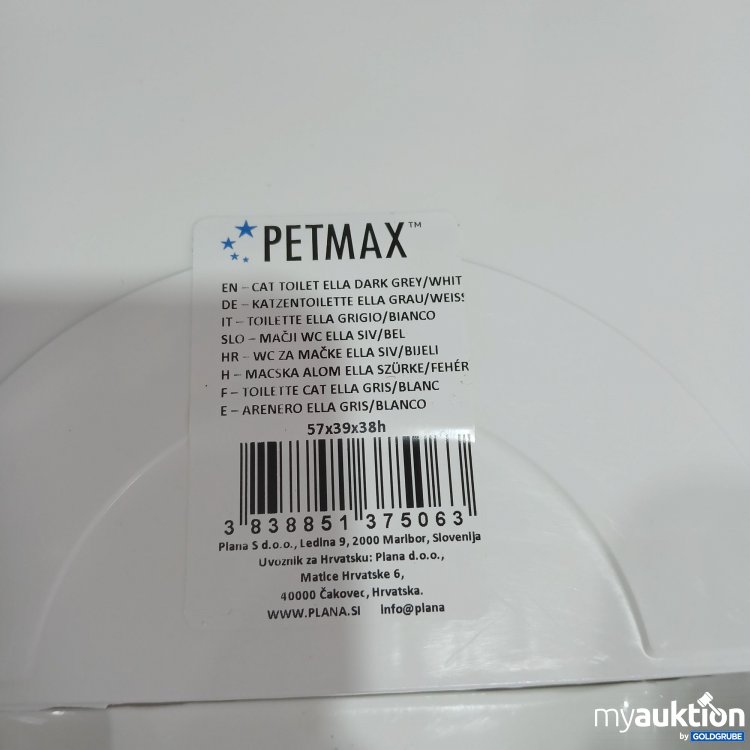 PETMAX™
EN – CAT TOILET ELLA DARK GREY/WHIT
DE – KATZENTOILETTE ELLA GRAU/WEISS
IT – TOILETTE ELLA GRIGIO/BIANCO
SLO – MAČJI WC ELLA SIV/BEL
HR – WC ZA MAČKE ELLA SIV/BIJELI
H – MACSKA ALOM ELLA SZÜRKE/FEHÉR
F – TOILETTE CAT ELLA GRIS/BLANC
E – ARENERO ELLA GRIS/BLANCO
57x39x38h
3 838851 375063
Plana S d.o.o., Ledina 9, 2000 Maribor, Slovenija
Uvoznik za Hrvatsku: Plana d.o.o.,
Matice Hrvatske 6,
40000 Čakovec, Hrvatska.
WWW.PLANA.SI info@plana
myauktion
by GOLDGRUBE